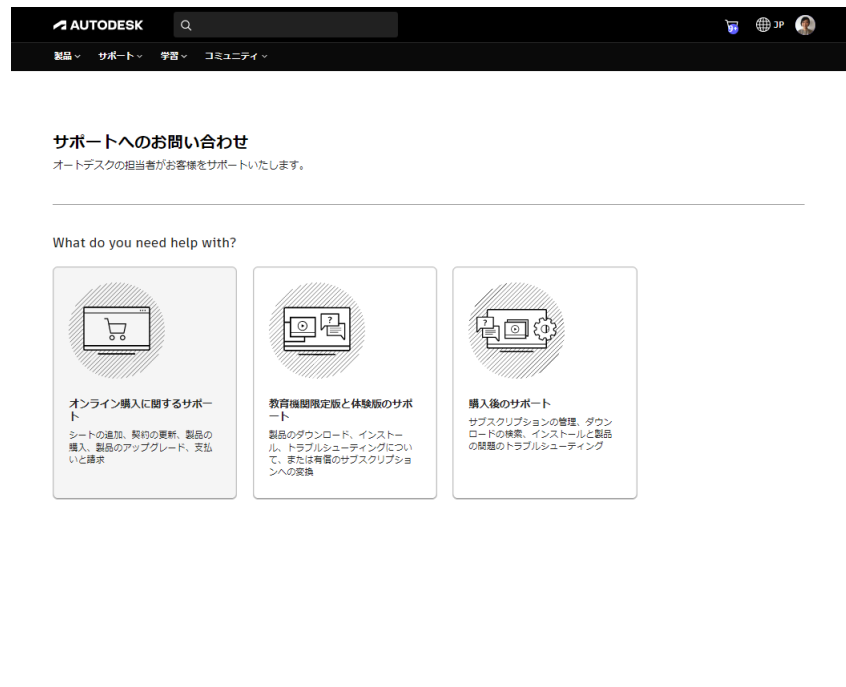 AUTODESK
9+
JP
製品
サポート
学習
コミュニティ
サポートへのお問い合わせ
オートデスクの担当者がお客様をサポートいたします。
What do you need help with?
オンライン購入に関するサポー
ト
シートの追加、契約の更新、製品の
購入、製品のアップグレード、支払
いと請求
教育機関限定版と体験版のサポ
ート
製品のダウンロード、インストー
ル、トラブルシューティングについ
て、または有償のサブスクリプショ
ンへの変換
購入後のサポート
サブスクリプションの管理、ダウン
ロードの検索、インストールと製品
の問題のトラブルシューティング